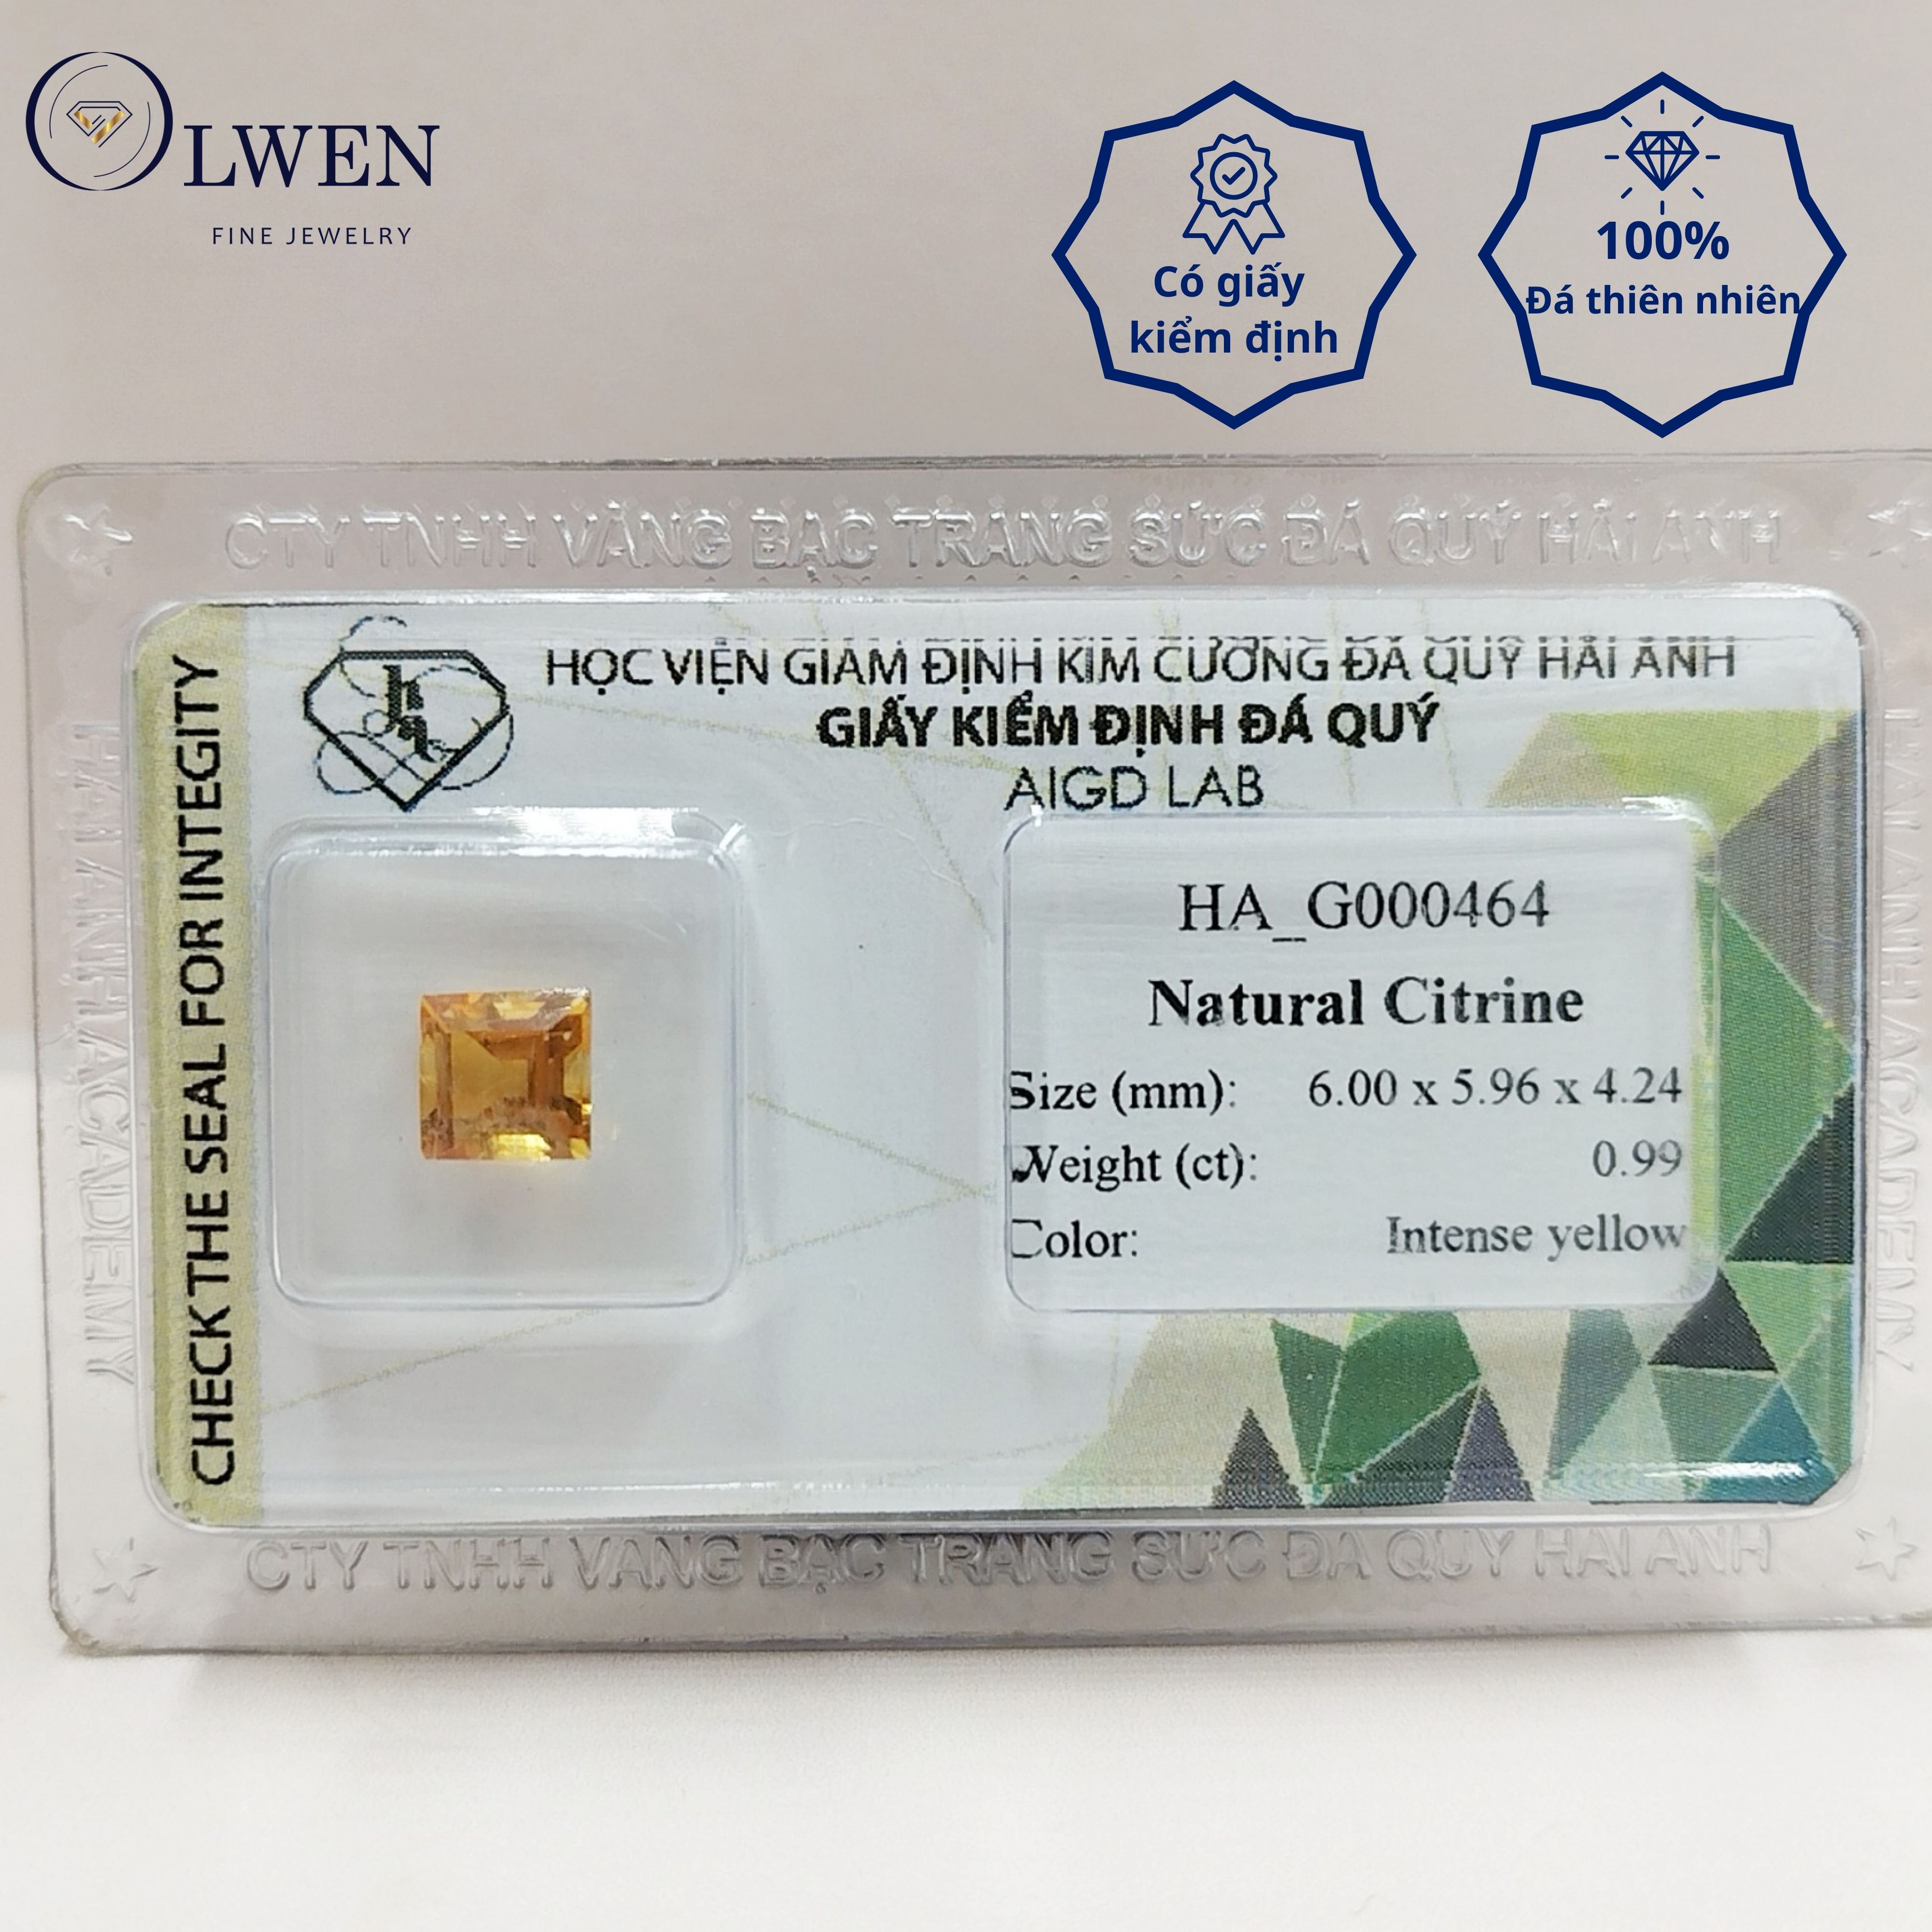 OLWEN
FINE JEWELRY
Có giấy
kiểm định
100%
Đá thiên nhiên
CTY TNHH VÀNG BẠC TRANG SỨC ĐÁ QUÝ HẢI ANH
HỌC VIỆN GIÁM ĐỊNH KIM CƯƠNG ĐÁ QUÝ HẢI ANH
GIẤY KIỂM ĐỊNH ĐÁ QUÝ
AIGD LAB
CHECK THE SEAL FOR INTEGITY
HẢI ANH ACADEMY
HA_G000464
Natural Citrine
Size (mm): 6.00 x 5.96 x 4.24
Weight (ct): 0.99
Color: Intense yellow
HẢI ANH ACADEMY
CTY TNHH VÀNG BẠC TRANG SỨC ĐÁ QUÝ HẢI ANH